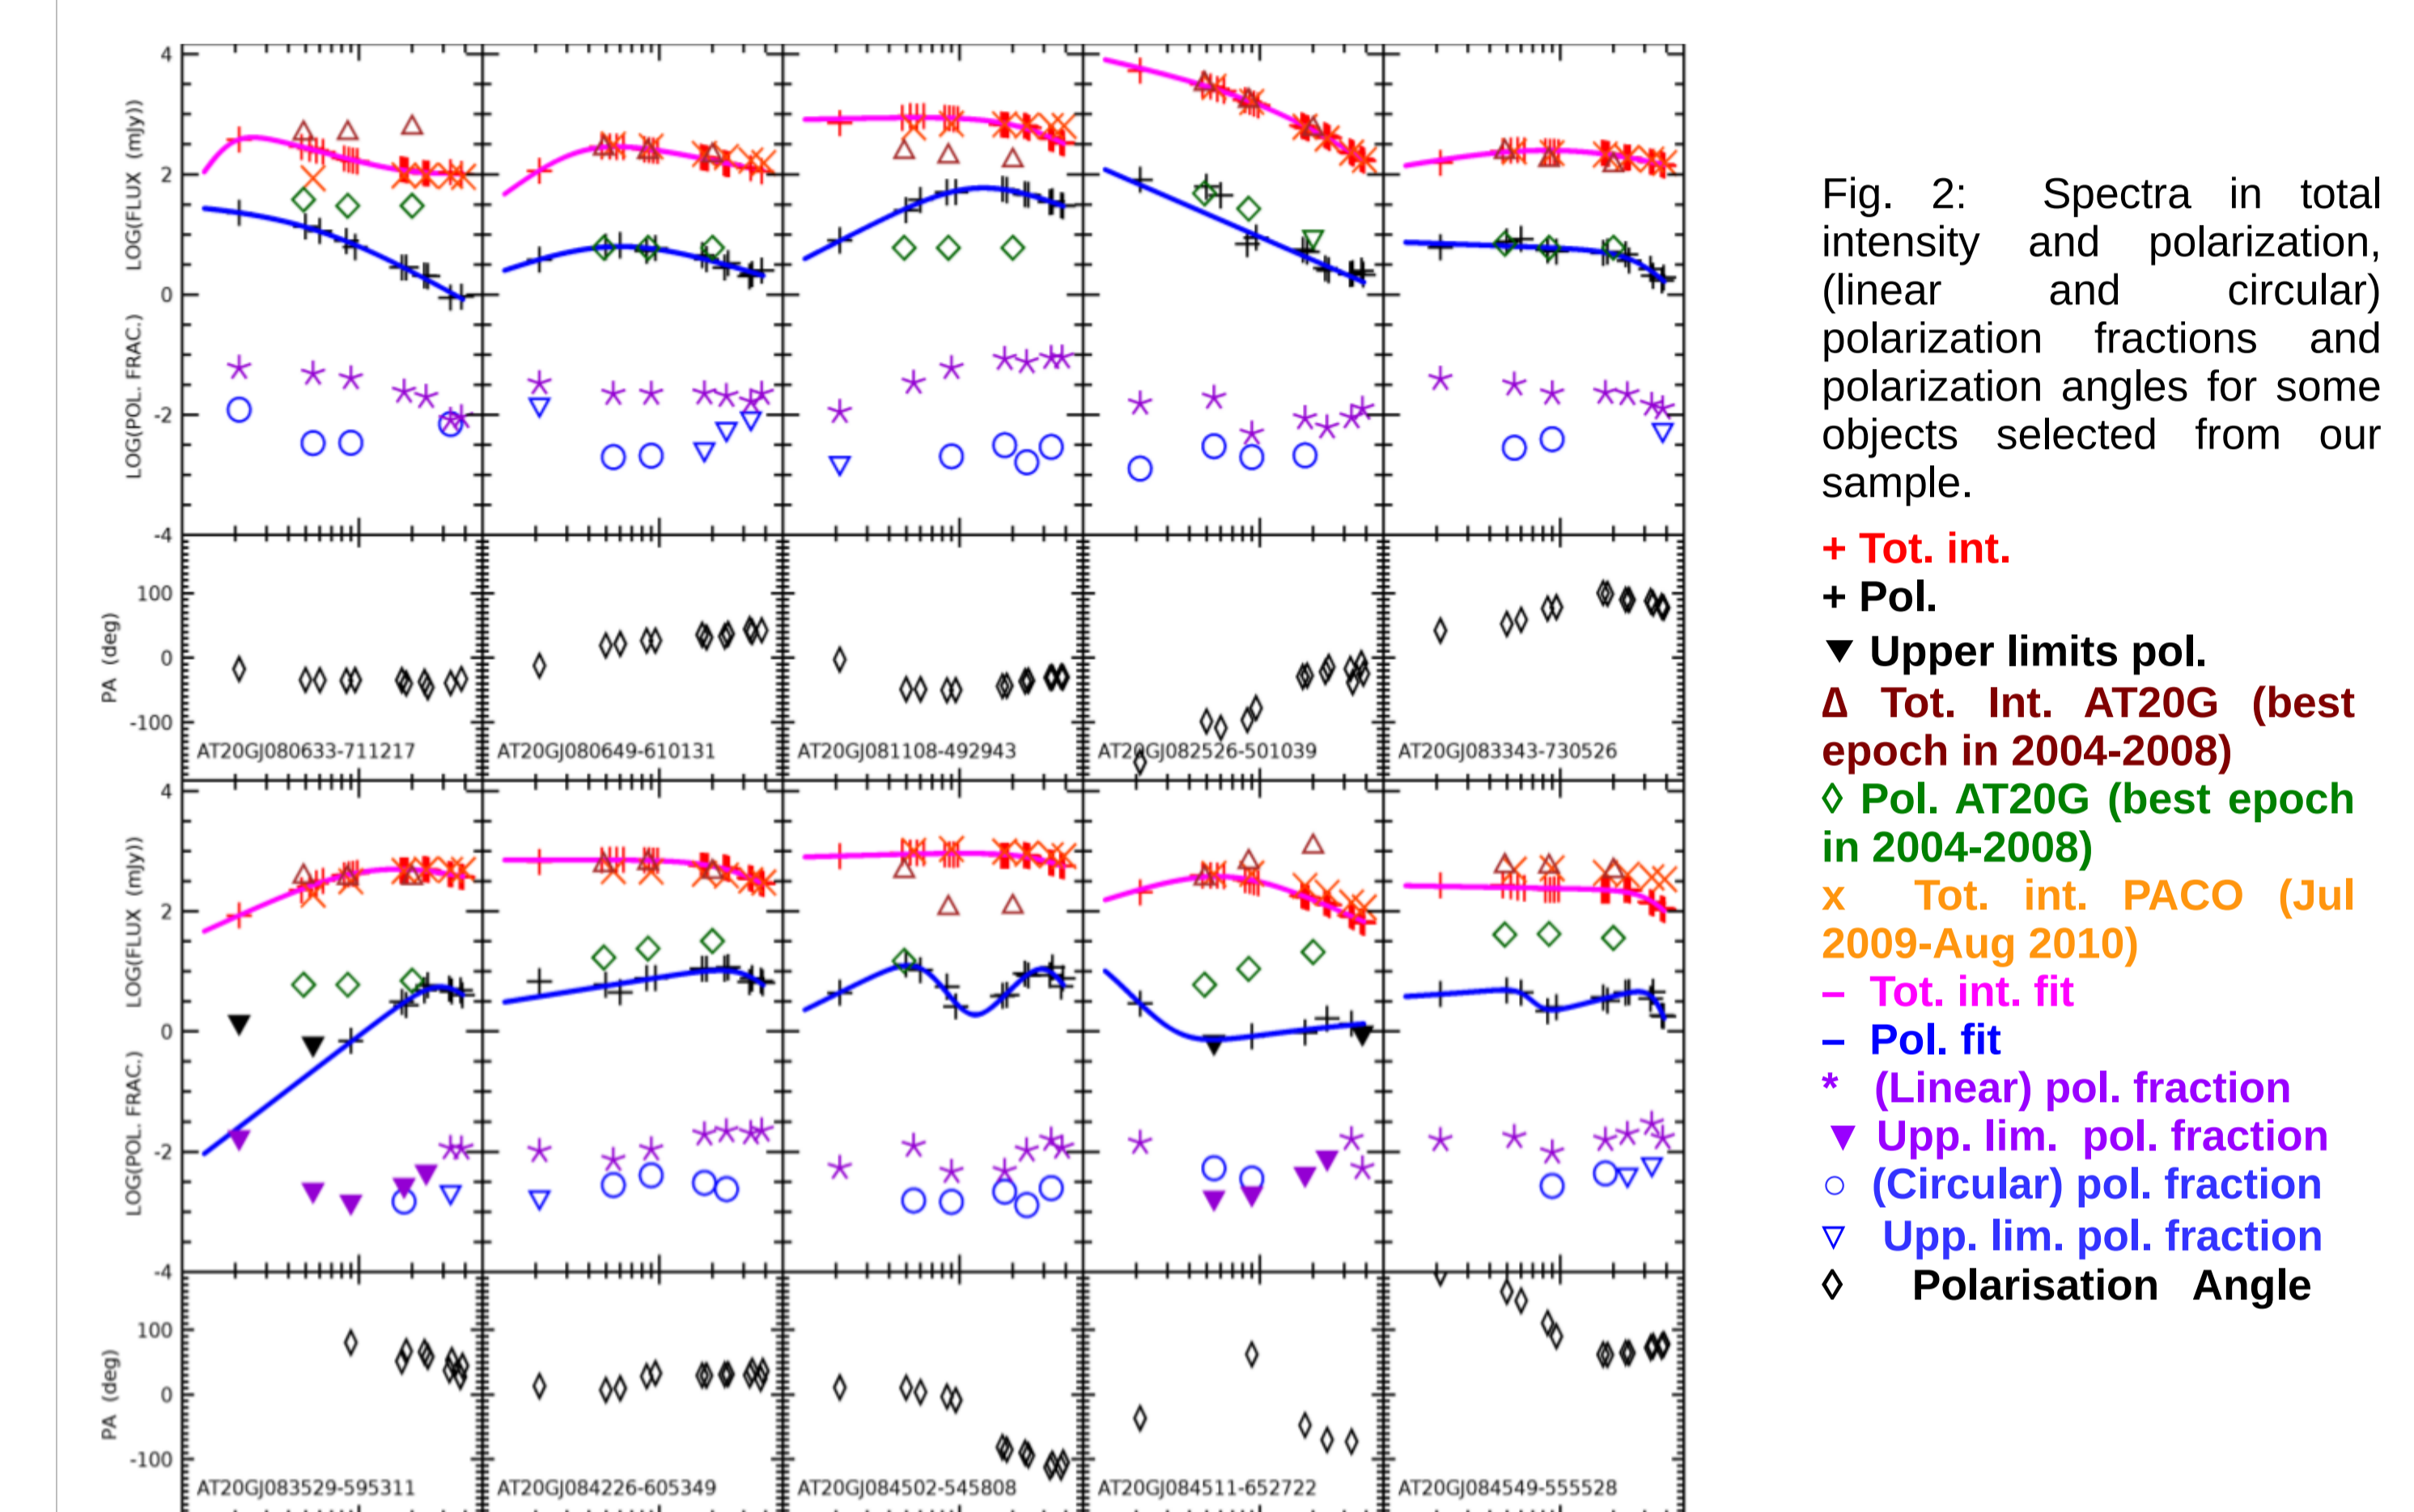 4
2
0
-2
-4
LOG(FLUX (mJy))
LOG(POL. FRAC.)
100
0
-100
PA (deg)
AT20GJ080633-711217
AT20GJ080649-610131
AT20GJ081108-492943
AT20GJ082526-501039
AT20GJ083343-730526
4
2
0
-2
-4
LOG(FLUX (mJy))
LOG(POL. FRAC.)
100
0
-100
PA (deg)
AT20GJ083529-595311
AT20GJ084226-605349
AT20GJ084502-545808
AT20GJ084511-652722
AT20GJ084549-555528
Fig. 2: Spectra in total
intensity and polarization,
(linear and circular)
polarization fractions and
polarization angles for some
objects selected from our
sample.
+ Tot. int.
+ Pol.
▼ Upper limits pol.
Δ Tot. Int. AT20G (best
epoch in 2004-2008)
◊ Pol. AT20G (best epoch
in 2004-2008)
x Tot. int. PACO (Jul
2009-Aug 2010)
– Tot. int. fit
– Pol. fit
* (Linear) pol. fraction
▼ Upp. lim. pol. fraction
○ (Circular) pol. fraction
▽ Upp. lim. pol. fraction
◊ Polarisation Angle